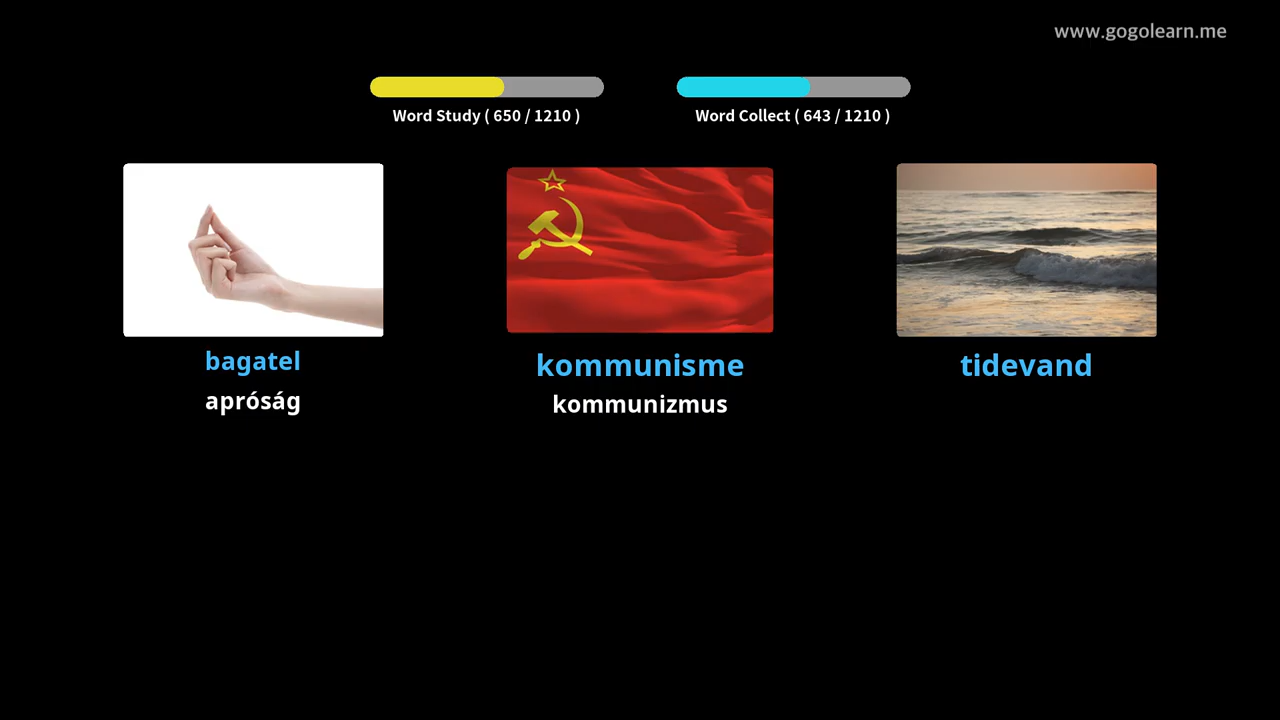 www.gogolearn.me
Word Study ( 650 / 1210 )
Word Collect ( 643 / 1210 )
bagatel
apróság
kommunisme
kommunizmus
tidevand